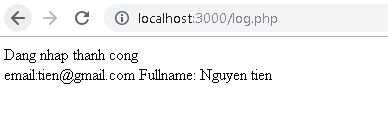 localhost:3000/log.php
Dang nhap thanh cong
email:tien@gmail.com Fullname: Nguyen tien